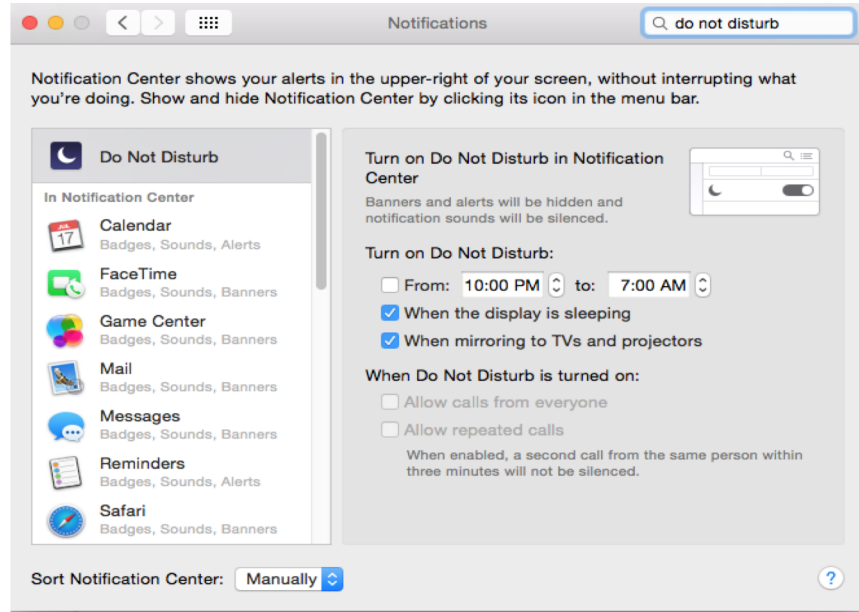 Notifications
do not disturb
Notification Center shows your alerts in the upper-right of your screen, without interrupting what
you're doing. Show and hide Notification Center by clicking its icon in the menu bar.
Do Not Disturb
In Notification Center
JUL
17
Calendar
Badges, Sounds, Alerts
FaceTime
Badges, Sounds, Banners
Game Center
Badges, Sounds, Banners
Mail
Badges, Sounds, Banners
Messages
Badges, Sounds, Banners
Reminders
Badges, Sounds, Alerts
Safari
Badges, Sounds, Banners
Turn on Do Not Disturb in Notification
Center
Banners and alerts will be hidden and
notification sounds will be silenced.
Turn on Do Not Disturb:
From: 10:00 PM to: 7:00 AM
When the display is sleeping
When mirroring to TVs and projectors
When Do Not Disturb is turned on:
Allow calls from everyone
Allow repeated calls
When enabled, a second call from the same person within
three minutes will not be silenced.
Sort Notification Center: Manually
?